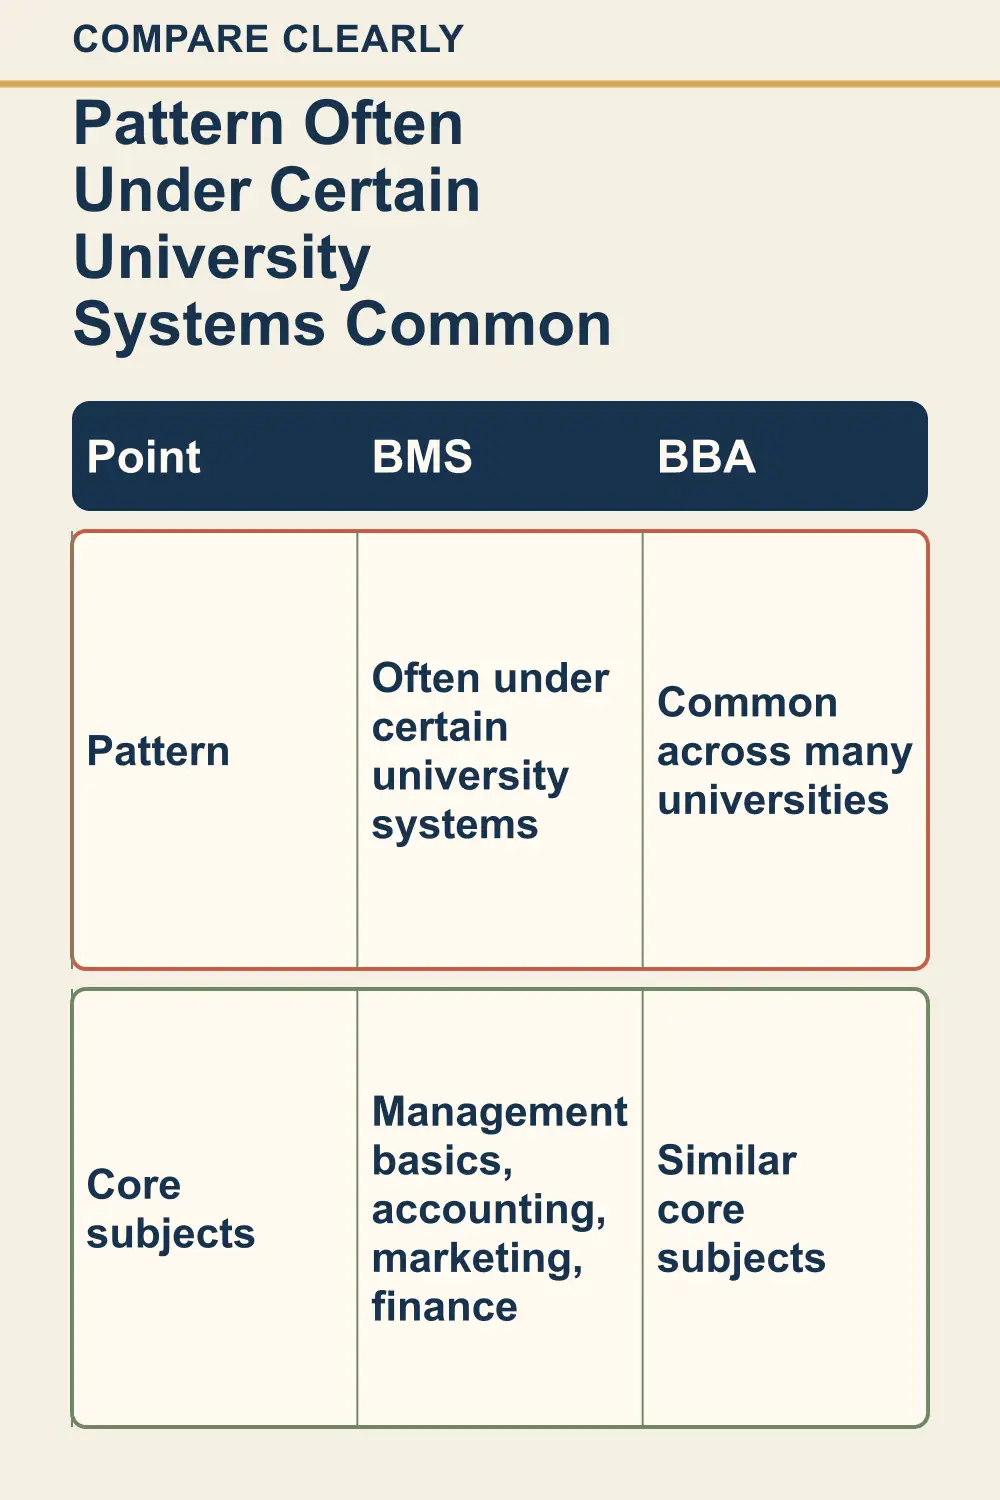 COMPARE CLEARLY
Pattern Often
Under Certain
University
Systems Common
Point BMS BBA
Pattern
Often under
certain
university
systems
Common
across many
universities
Core
subjects
Management
basics,
accounting,
marketing,
finance
Similar
core
subjects